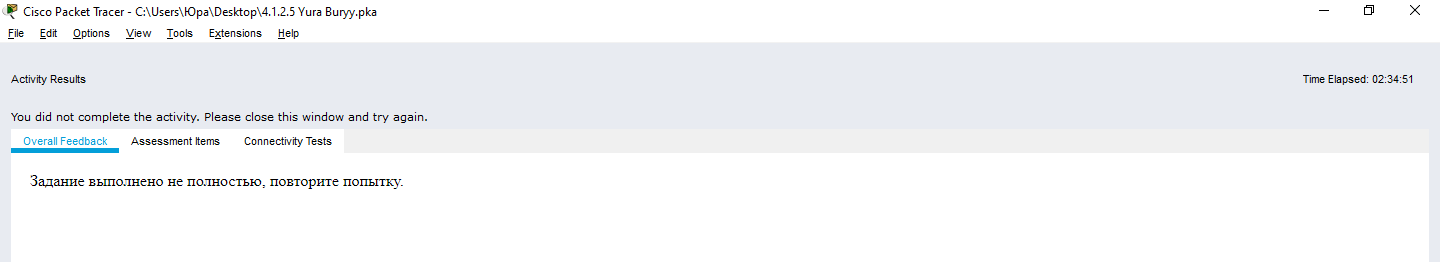 Cisco Packet Tracer - C:\Users\Юра\Desktop\4.1.2.5 Yura Buryy.pka
File Edit Options View Tools Extensions Help
Activity Results Time Elapsed: 02:34:51
You did not complete the activity. Please close this window and try again.
Overall Feedback Assessment Items Connectivity Tests
Задание выполнено не полностью, повторите попытку.